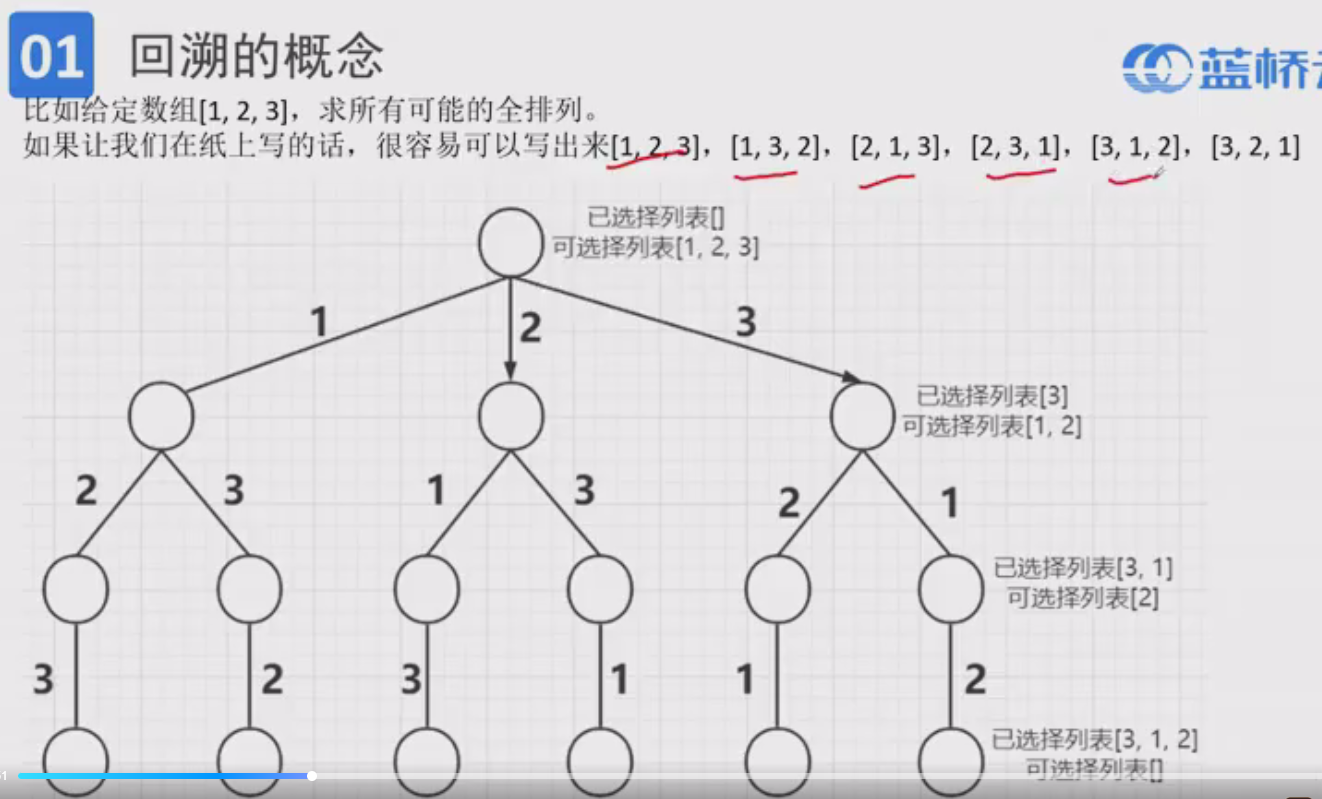 01 回溯的概念
蓝桥
比如给定数组[1, 2, 3]，求所有可能的全排列。
如果让我们在纸上写的话，很容易可以写出来[1, 2, 3]，[1, 3, 2]，[2, 1, 3]，[2, 3, 1]，[3, 1, 2]，[3, 2, 1]
已选择列表[]
可选择列表[1, 2, 3]
1 2 3
已选择列表[3]
可选择列表[1, 2]
2 3 1 3 2 1
已选择列表[3, 1]
可选择列表[2]
3 2 3 1 1 2
已选择列表[3, 1, 2]
可选择列表[]